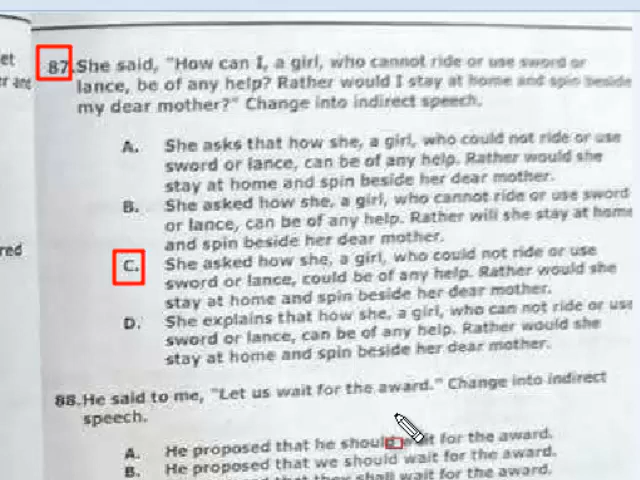 et
87.She said, "How can I, a girl, who cannot ride or use sword or
r and
lance, be of any help? Rather would I stay at home and spin beside
my dear mother?" Change into indirect speech.
A. She asks that how she, a girl, who could not ride or use
sword or lance, can be of any help. Rather would she
stay at home and spin beside her dear mother.
B. She asked how she, a girl, who cannot ride or use sword
or lance, can be of any help. Rather will she stay at home
and spin beside her dear mother.
red
C. She asked how she, a girl, who could not ride or use
sword or lance, could be of any help. Rather would she
stay at home and spin beside her dear mother.
D. She explains that how she, a girl, who can not ride or use
sword or lance, can be of any help. Rather would she
stay at home and spin beside her dear mother.
88.He said to me, "Let us wait for the award." Change into indirect
speech.
A. He proposed that he should wait for the award.
B. He proposed that we should wait for the award.
that they shall wait for the award.